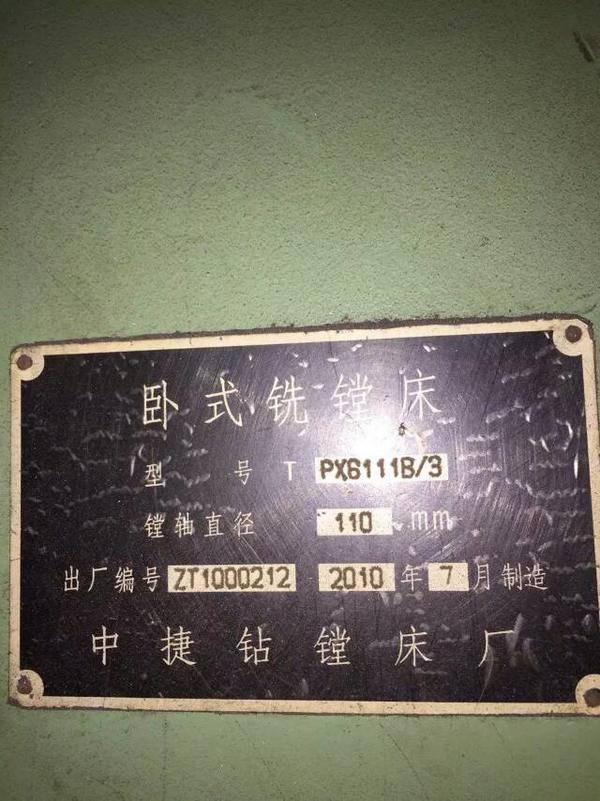 卧式铣镗床
型 号 T PX6111B/3
镗轴直径 110 mm
出厂编号 ZT1000212 2010 年 7 月制造
中捷钻镗床厂